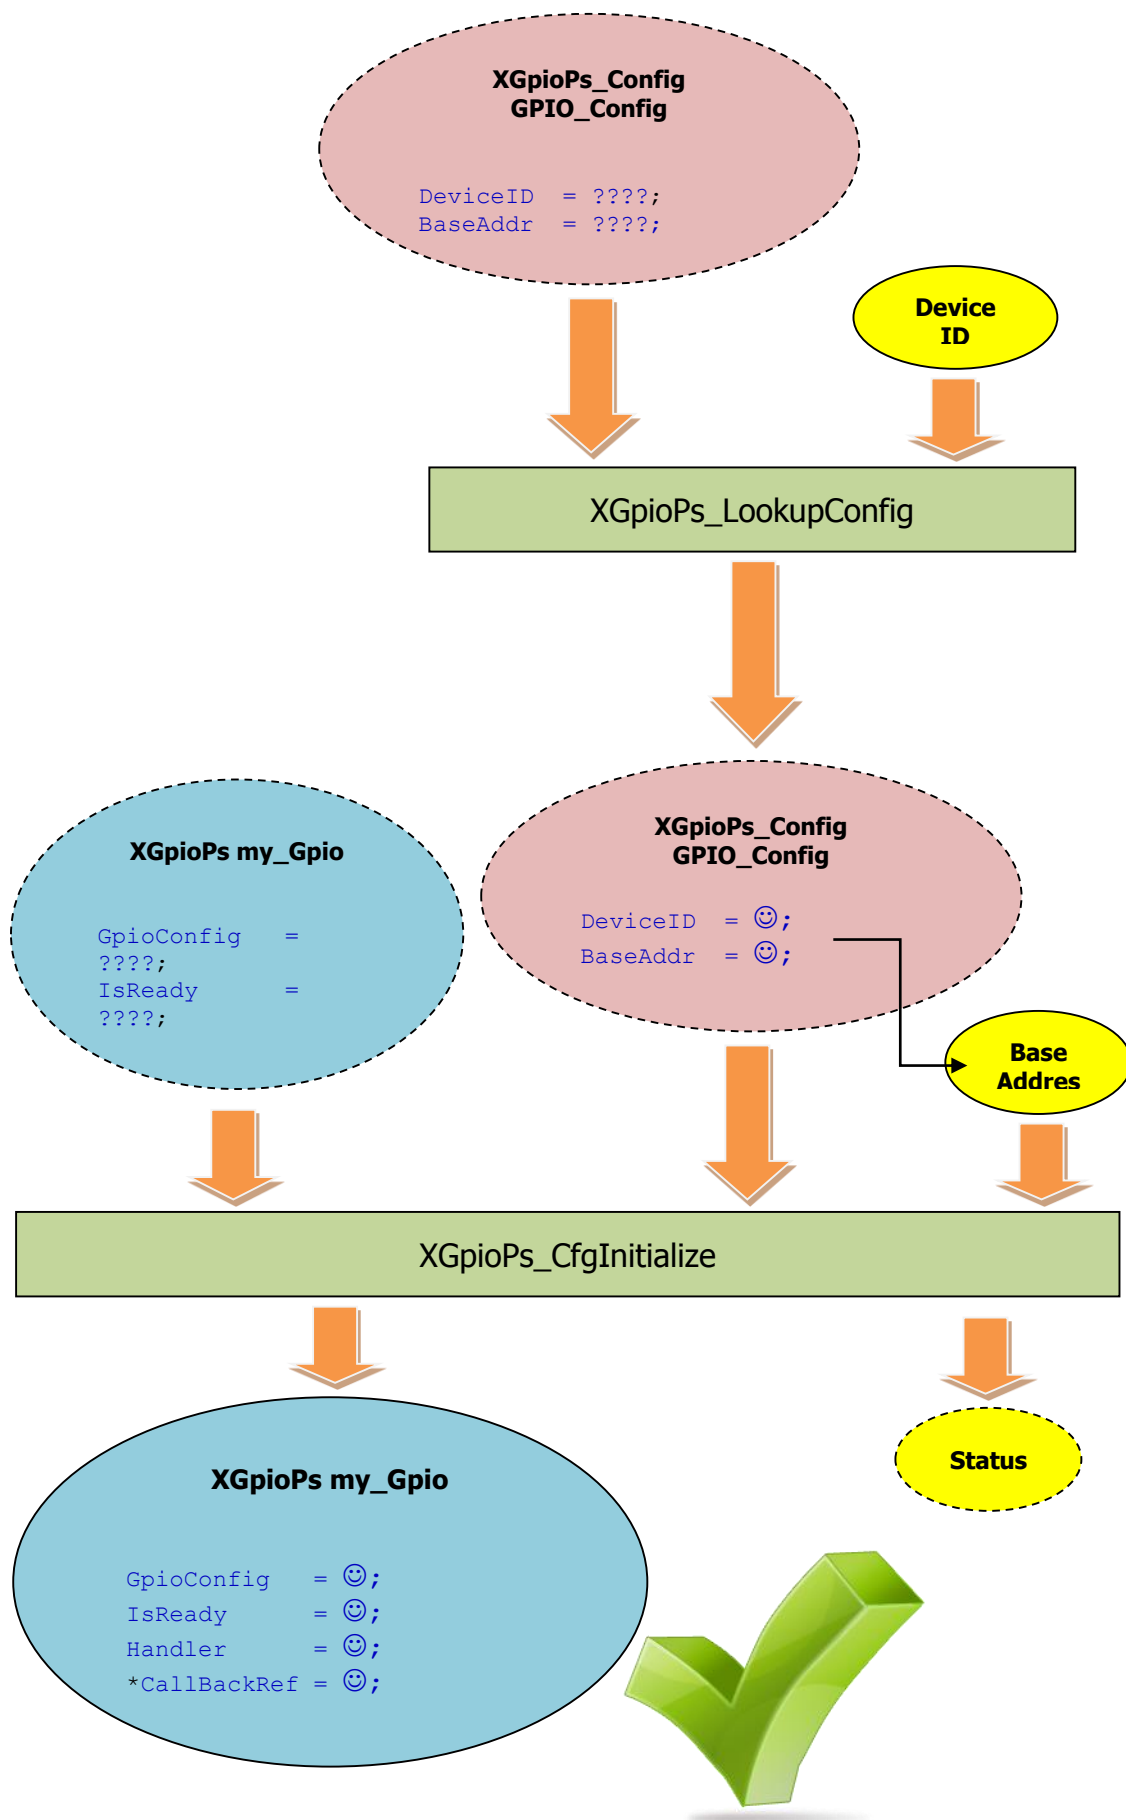 XGpioPs_Config
GPIO_Config
DeviceID = ????;
BaseAddr = ????;
Device
ID
XGpioPs_LookupConfig
XGpioPs my_Gpio
GpioConfig =
????;
IsReady =
????;
XGpioPs_Config
GPIO_Config
DeviceID = ☺;
BaseAddr = ☺;
Base
Addres
XGpioPs_CfgInitialize
XGpioPs my_Gpio
GpioConfig = ☺;
IsReady = ☺;
Handler = ☺;
*CallBackRef = ☺;
Status